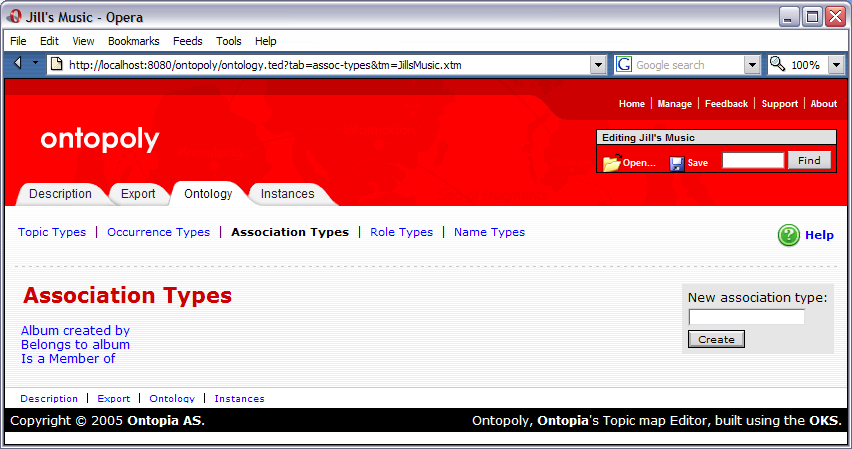 Jill's Music - Opera
File Edit View Bookmarks Feeds Tools Help
http://localhost:8080/ontopoly/ontology.ted?tab=assoc-types&tm=JillsMusic.xtm
G Google search
100%
Home | Manage | Feedback | Support | About
ontopoly
Editing Jill's Music
Open... Save Find
Description Export Ontology Instances
Topic Types | Occurrence Types | Association Types | Role Types | Name Types
? Help
Association Types
New association type:
Create
Album created by
Belongs to album
Is a Member of
Description | Export | Ontology | Instances
Copyright © 2005 Ontopia AS.
Ontopoly, Ontopia's Topic map Editor, built using the OKS.